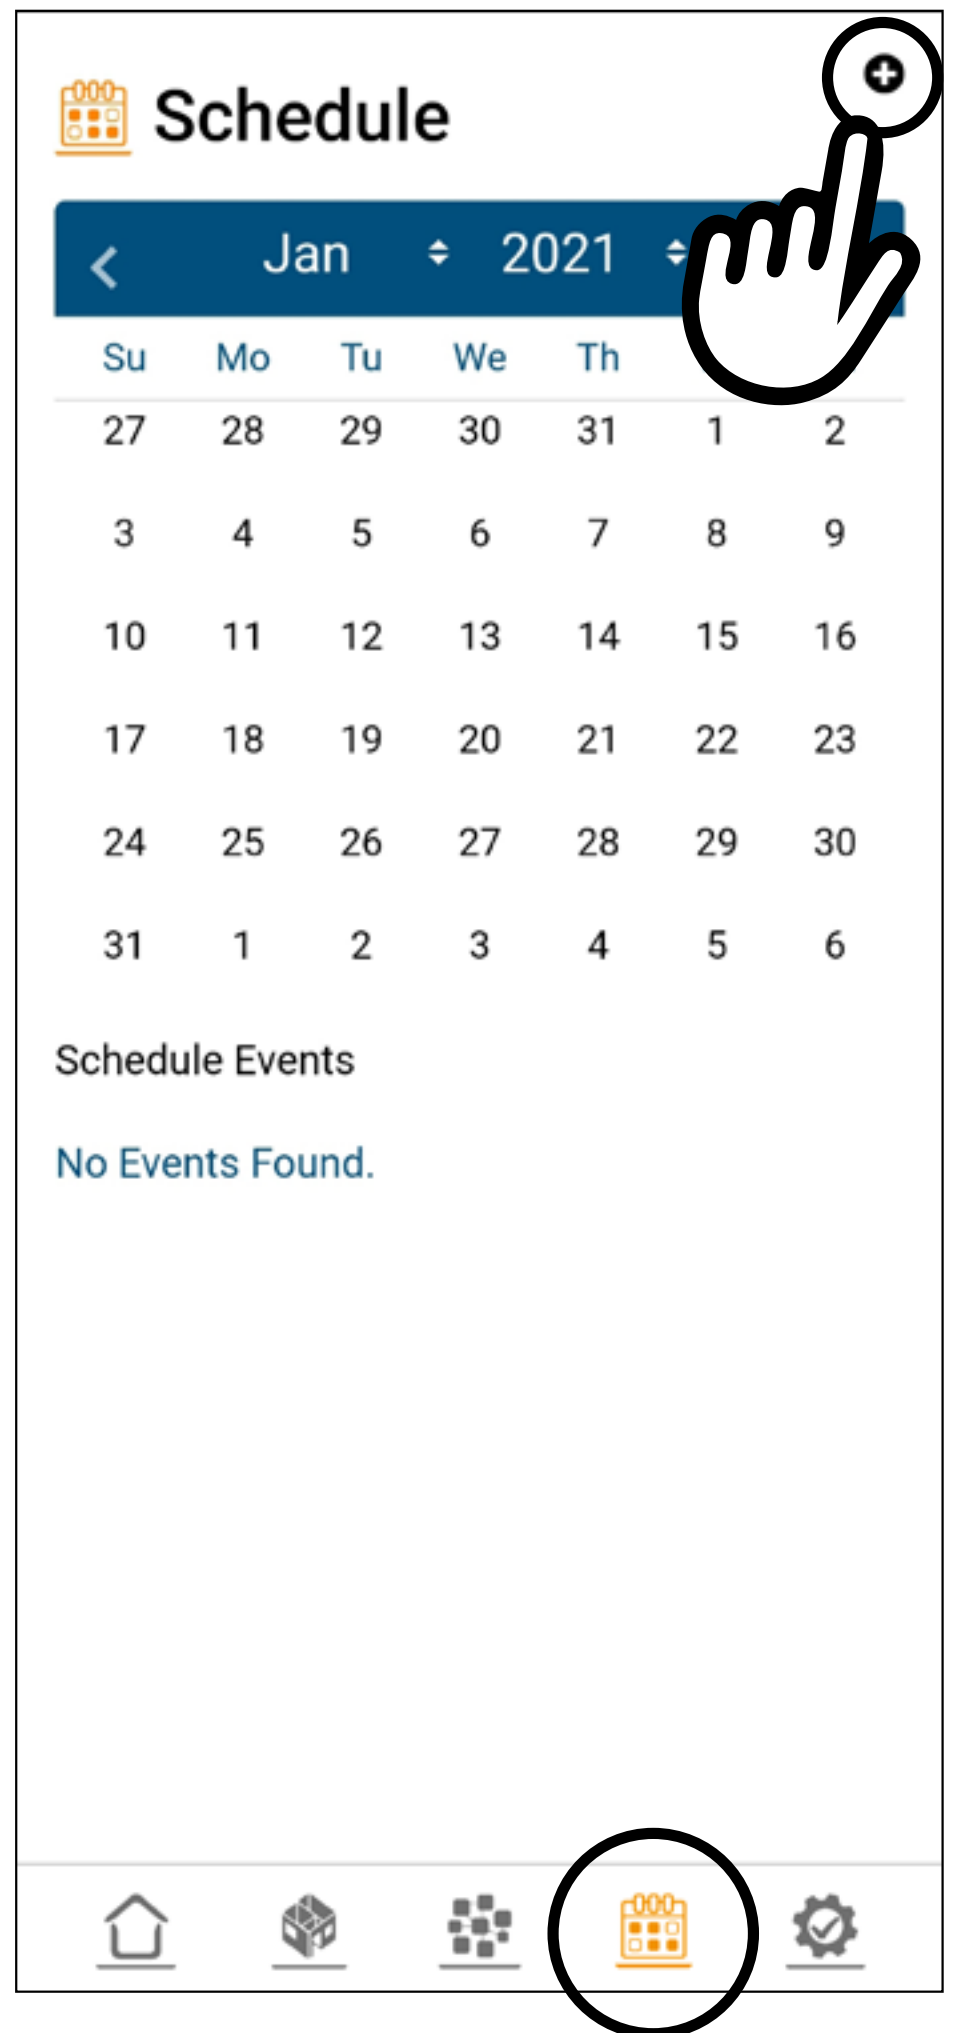 Schedule
Jan 2021
Su Mo Tu We Th
27 28 29 30 31 1 2
3 4 5 6 7 8 9
10 11 12 13 14 15 16
17 18 19 20 21 22 23
24 25 26 27 28 29 30
31 1 2 3 4 5 6
Schedule Events
No Events Found.